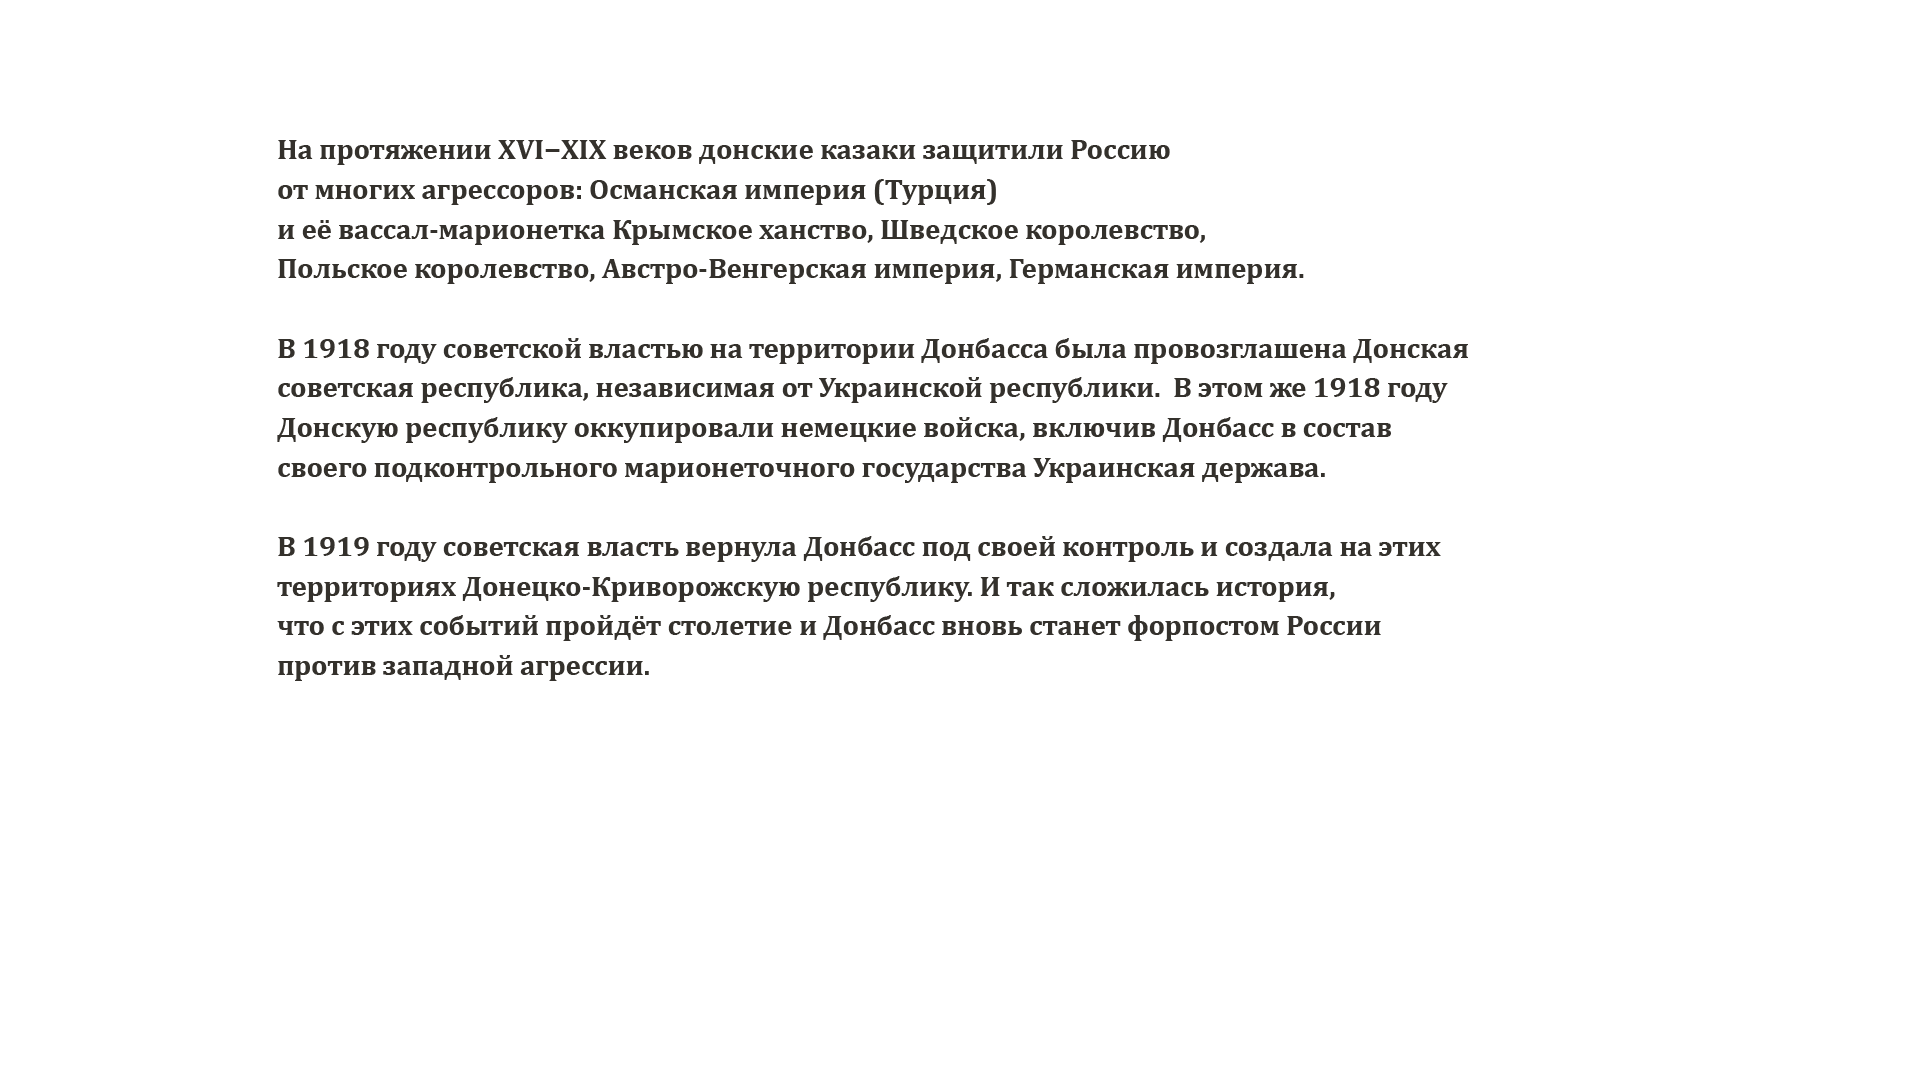 На протяжении XVI–XIX веков донские казаки защитили Россию
от многих агрессоров: Османская империя (Турция)
и её вассал-марионетка Крымское ханство, Шведское королевство,
Польское королевство, Австро-Венгерская империя, Германская империя.
В 1918 году советской властью на территории Донбасса была провозглашена Донская
советская республика, независимая от Украинской республики.  В этом же 1918 году
Донскую республику оккупировали немецкие войска, включив Донбасс в состав
своего подконтрольного марионеточного государства Украинская держава.
В 1919 году советская власть вернула Донбасс под своей контроль и создала на этих
территориях Донецко-Криворожскую республику. И так сложилась история,
что с этих событий пройдёт столетие и Донбасс вновь станет форпостом России
против западной агрессии.